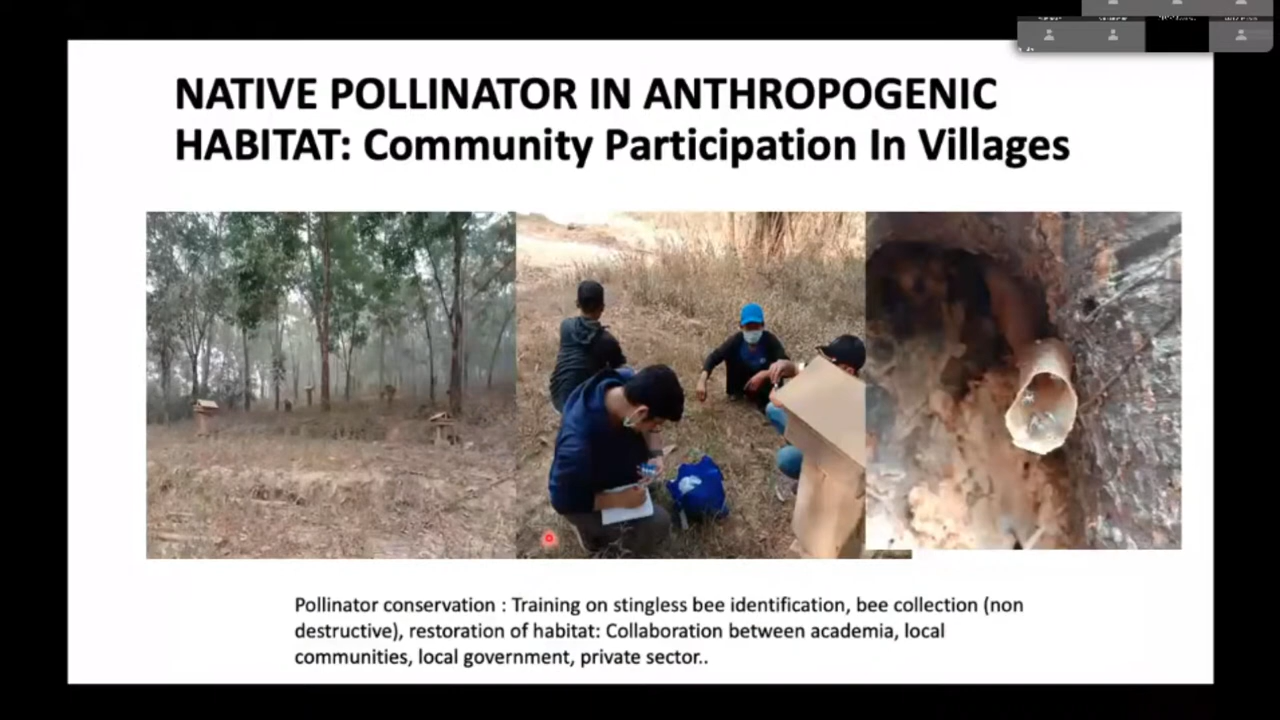 NATIVE POLLINATOR IN ANTHROPOGENIC
HABITAT: Community Participation In Villages
Pollinator conservation : Training on stingless bee identification, bee collection (non
destructive), restoration of habitat: Collaboration between academia, local
communities, local government, private sector..